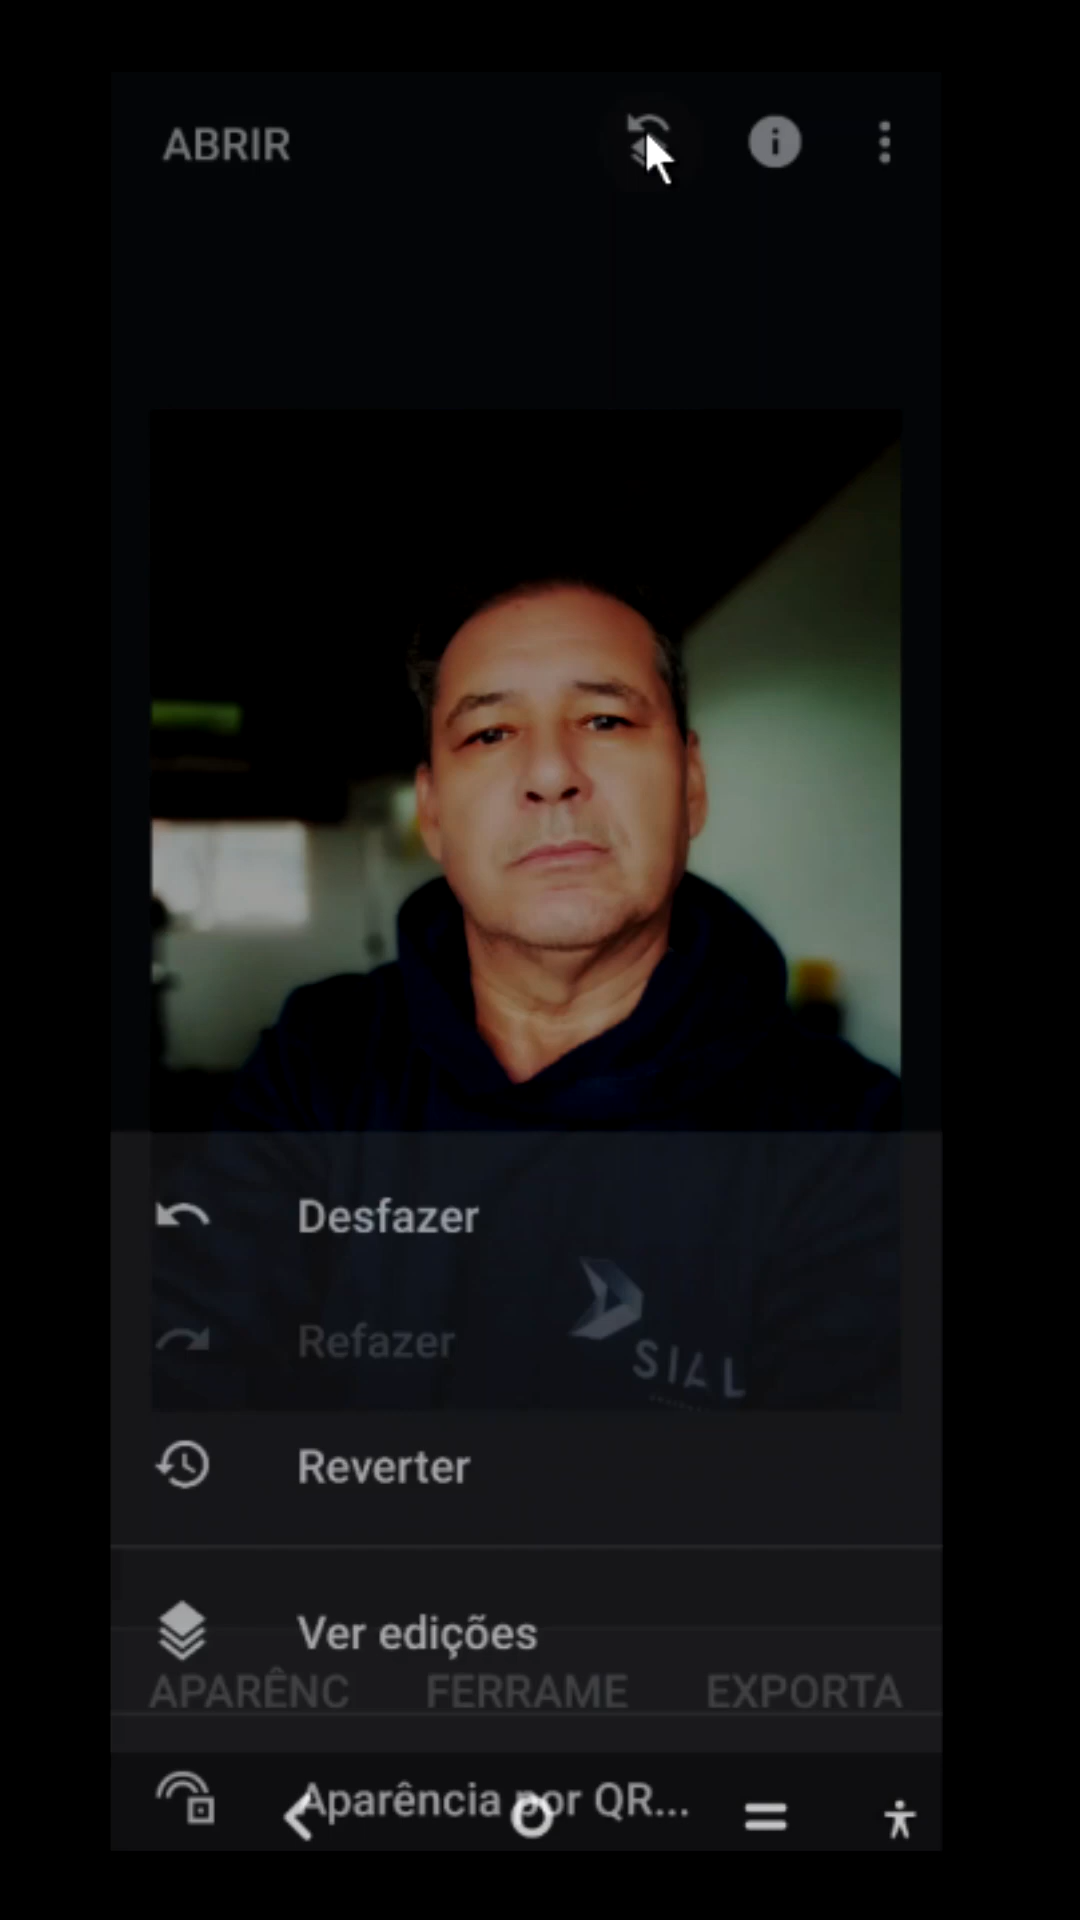 ABRIR
Desfazer
Refazer
SIAL
Reverter
Ver edições
APARÊNC FERRAME EXPORTA
Aparência por QR...